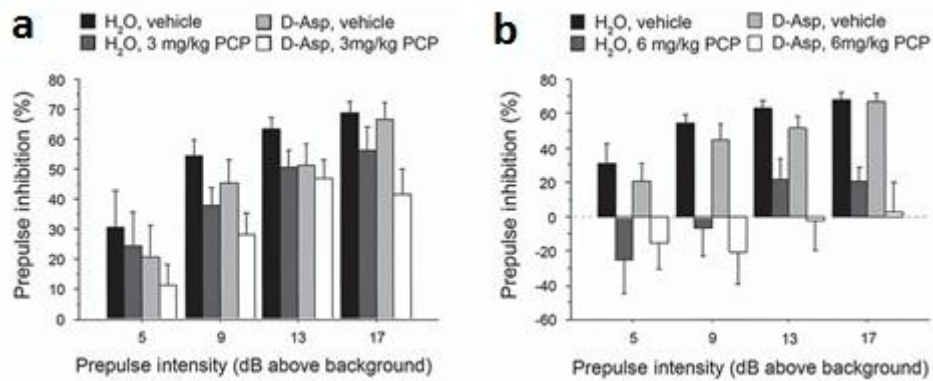 a
H₂O, vehicle
D-Asp, vehicle
H₂O, 3 mg/kg PCP
D-Asp, 3mg/kg PCP
Prepulse inhibition (%)
80
70
60
50
40
30
20
10
0
5
9
13
17
Prepulse intensity (dB above background)
b
H₂O, vehicle
D-Asp, vehicle
H₂O, 6 mg/kg PCP
D-Asp, 6mg/kg PCP
Prepulse inhibition (%)
80
60
40
20
0
-20
-40
-60
5
9
13
17
Prepulse intensity (dB above background)